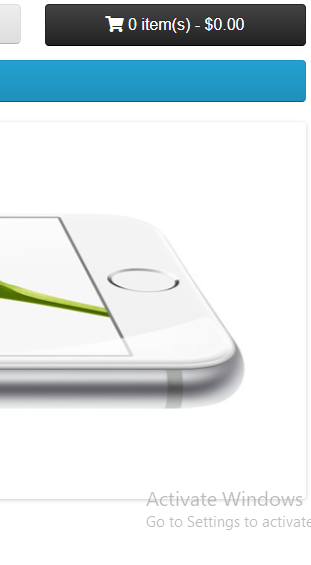 0 item(s) - $0.00
Activate Windows
Go to Settings to activate